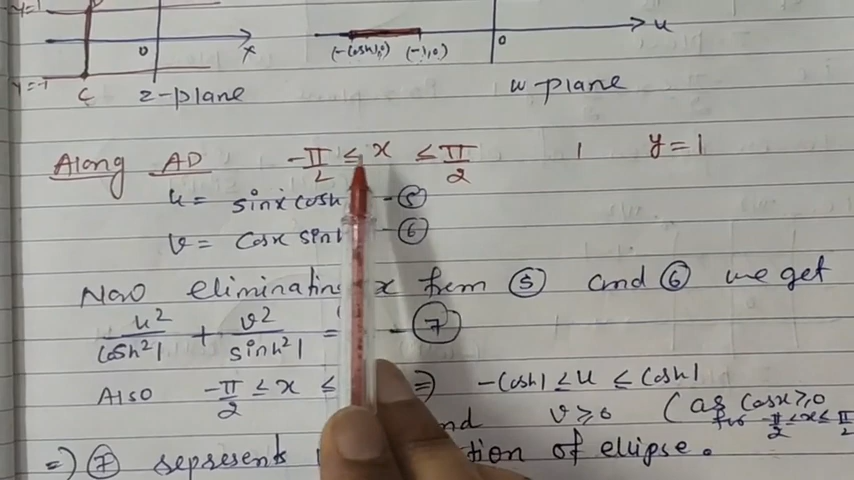 y=1
0 x u
(-cosh1,0) (-1,0) 0
y=-1
C z-plane w-plane
Along AD -π/2 ≤ x ≤ π/2 , y = 1
u = sinx cosh - ⑤
v = cosx sinh - ⑥
Now eliminating x from ⑤ and ⑥ we get
u²/cosh²1 + v²/sinh²1 = - ⑦
Also -π/2 ≤ x ≤ ⇒ -cosh1 ≤ u ≤ cosh1
v ≥ 0 (as cosx ≥ 0
for -π/2 ≤ x ≤ π/2
⇒ ⑦ represents of ellipse.